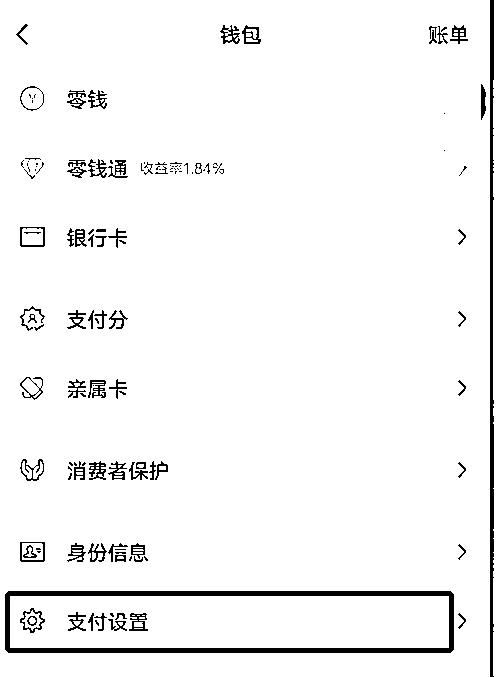 钱包 账单
零钱
零钱通 收益率1.84%
银行卡
支付分
亲属卡
消费者保护
身份信息
支付设置